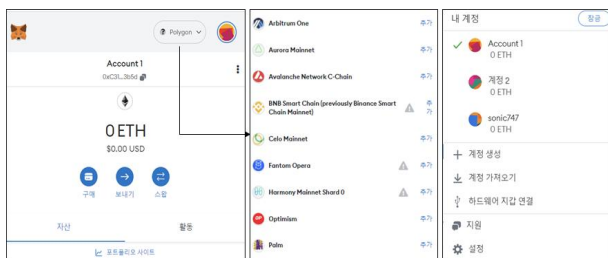 Polygon
Account 1
0xC31...3b5d
0 ETH
$0.00 USD
구매
보내기
스왑
자산
활동
포트폴리오 사이트
Arbitrum One
추가
Aurora Mainnet
추가
Avalanche Network C-Chain
추가
BNB Smart Chain (previously Binance Smart
Chain Mainnet)
추
가
Celo Mainnet
추가
Fantom Opera
추가
Harmony Mainnet Shard 0
추가
OP
Optimism
추가
Palm
추가
내 계정
잠금
Account 1
0 ETH
계정 2
0 ETH
sonic747
0 ETH
계정 생성
계정 가져오기
하드웨어 지갑 연결
지원
설정